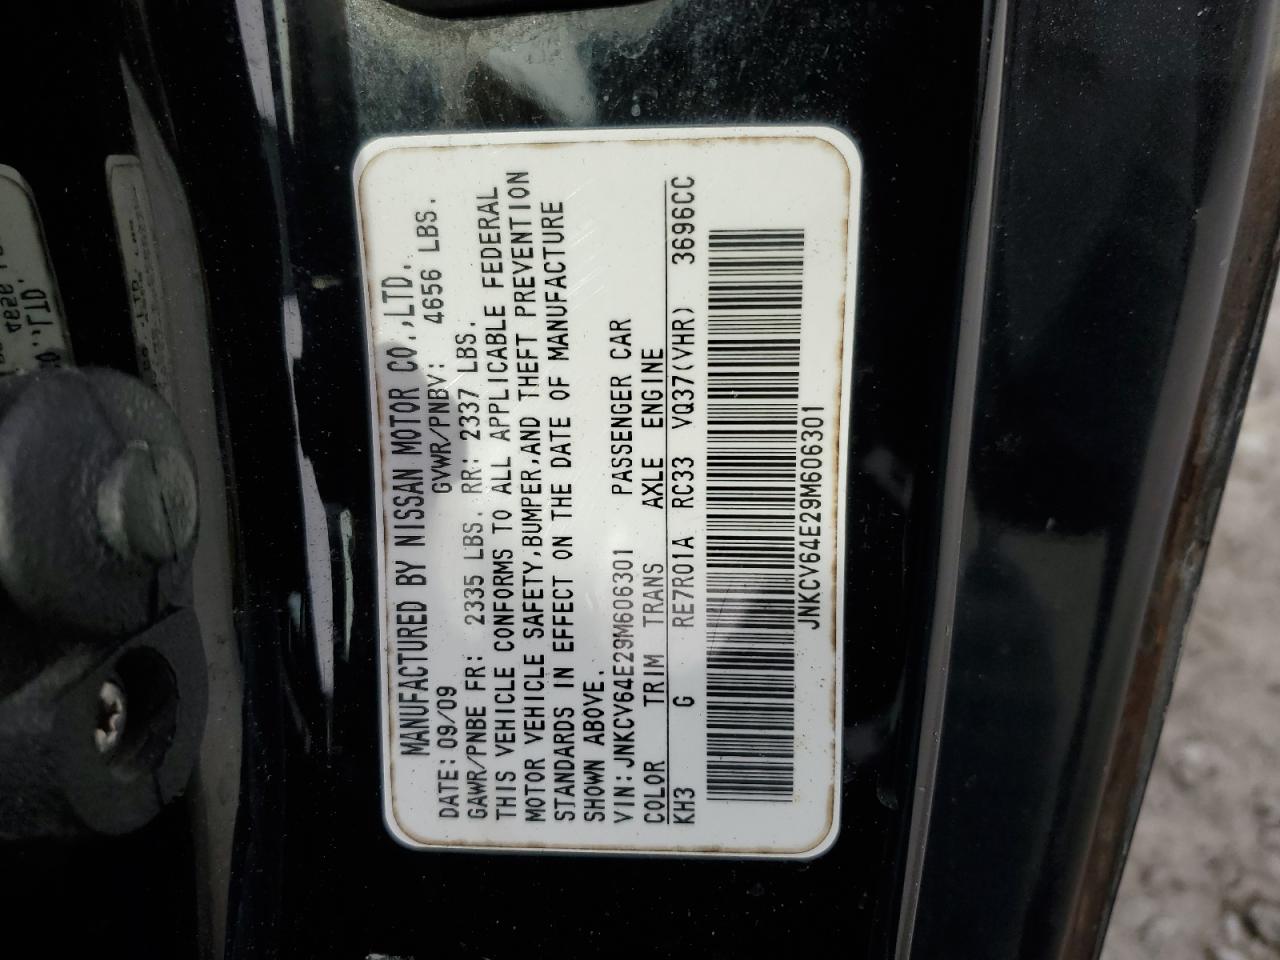 MANUFACTURED BY NISSAN MOTOR CO.,LTD.
DATE: 09/09 GVWR/PNBV: 4656 LBS.
GAWR/PNBE FR: 2335 LBS. RR: 2337 LBS.
THIS VEHICLE CONFORMS TO ALL APPLICABLE FEDERAL
MOTOR VEHICLE SAFETY,BUMPER,AND THEFT PREVENTION
STANDARDS IN EFFECT ON THE DATE OF MANUFACTURE
SHOWN ABOVE.
VIN: JNKCV64E29M606301 PASSENGER CAR
COLOR TRIM TRANS AXLE ENGINE
KH3 G RE7R01A RC33 VQ37(VHR) 3696CC
JNKCV64E29M606301